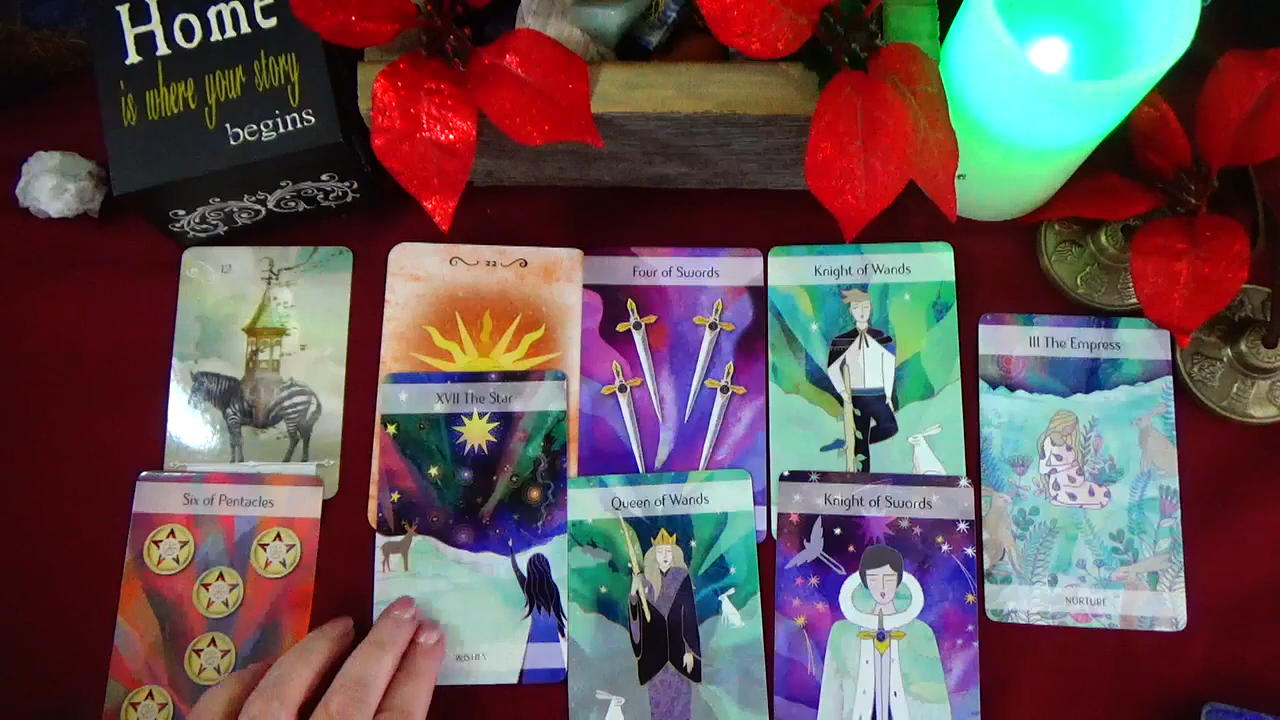 Home
is where your story
begins
22
Four of Swords
Knight of Wands
III The Empress
XVII The Star
Six of Pentacles
Queen of Wands
Knight of Swords
NURTURE
WISHES